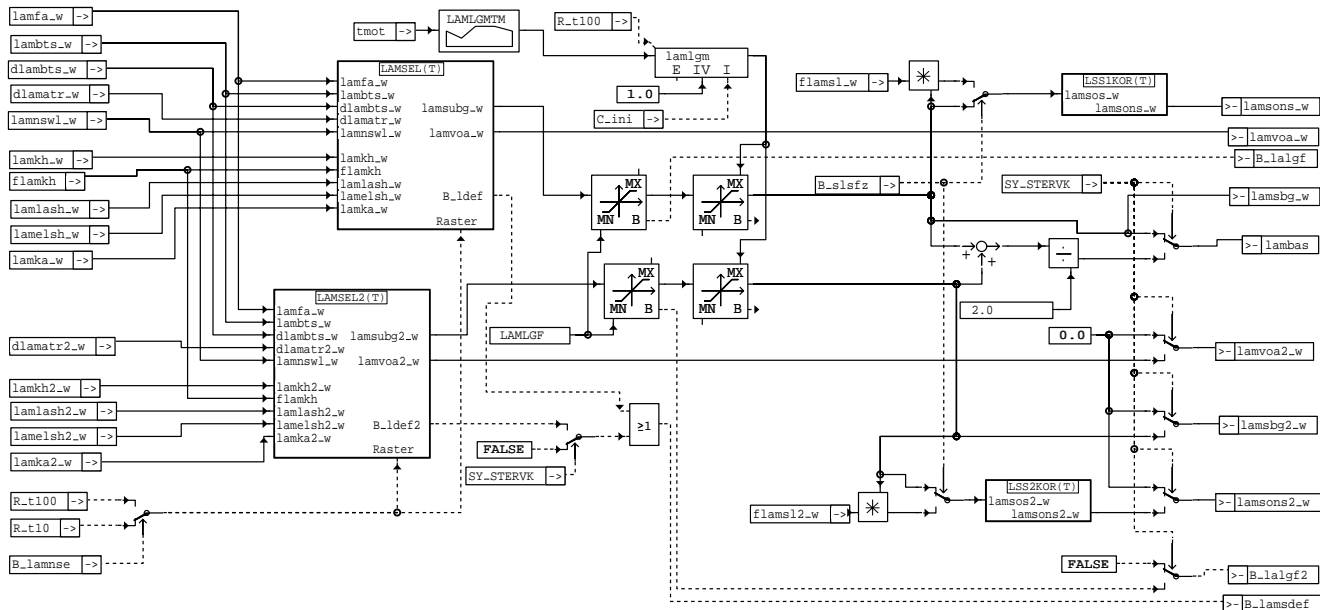 lamfa_w ->
lambts_w ->
dlambts_w ->
dlamatr_w ->
lamnswl_w ->
lamkh_w ->
flamkh ->
lamlash_w ->
lamelsh_w ->
lamka_w ->
LAMSEL(T)
lamfa_w
lambts_w
dlambts_w
dlamatr_w
lamnswl_w
lamkh_w
flamkh
lamlash_w
lamelsh_w
lamka_w
lamsubg_w
lamvoa_w
B_ldef
Raster
tmot ->
LAMLGMTM
R_t100 ->
lamlgm
E IV I
1.0
C_ini ->
MX
MN B
MX
MN B
MX
MN B
MX
MN B
LAMLGF
dlamatr2_w ->
lamkh2_w ->
lamlash2_w ->
lamelsh2_w ->
lamka2_w ->
LAMSEL2(T)
lamfa_w
lambts_w
dlambts_w
dlamatr2_w
lamnswl_w
lamkh2_w
flamkh
lamlash2_w
lamelsh2_w
lamka2_w
lamsubg2_w
lamvoa2_w
B_ldef2
Raster
R_t100 ->
R_t10 ->
B_lamnse ->
FALSE
SY_STERVK ->
≥1
flamsl_w ->
*
LSS1KOR(T)
lamsos_w
lamsons_w
B_slsfz ->
SY_STERVK ->
+
+
÷
2.0
0.0
flamsl2_w ->
*
LSS2KOR(T)
lamsos2_w
lamsons2_w
FALSE
>- lamsons_w
>- lamvoa_w
>- B_lalgf
>- lamsbg_w
>- lambas
>- lamvoa2_w
>- lamsbg2_w
>- lamsons2_w
>- B_lalgf2
>- B_lamsdef